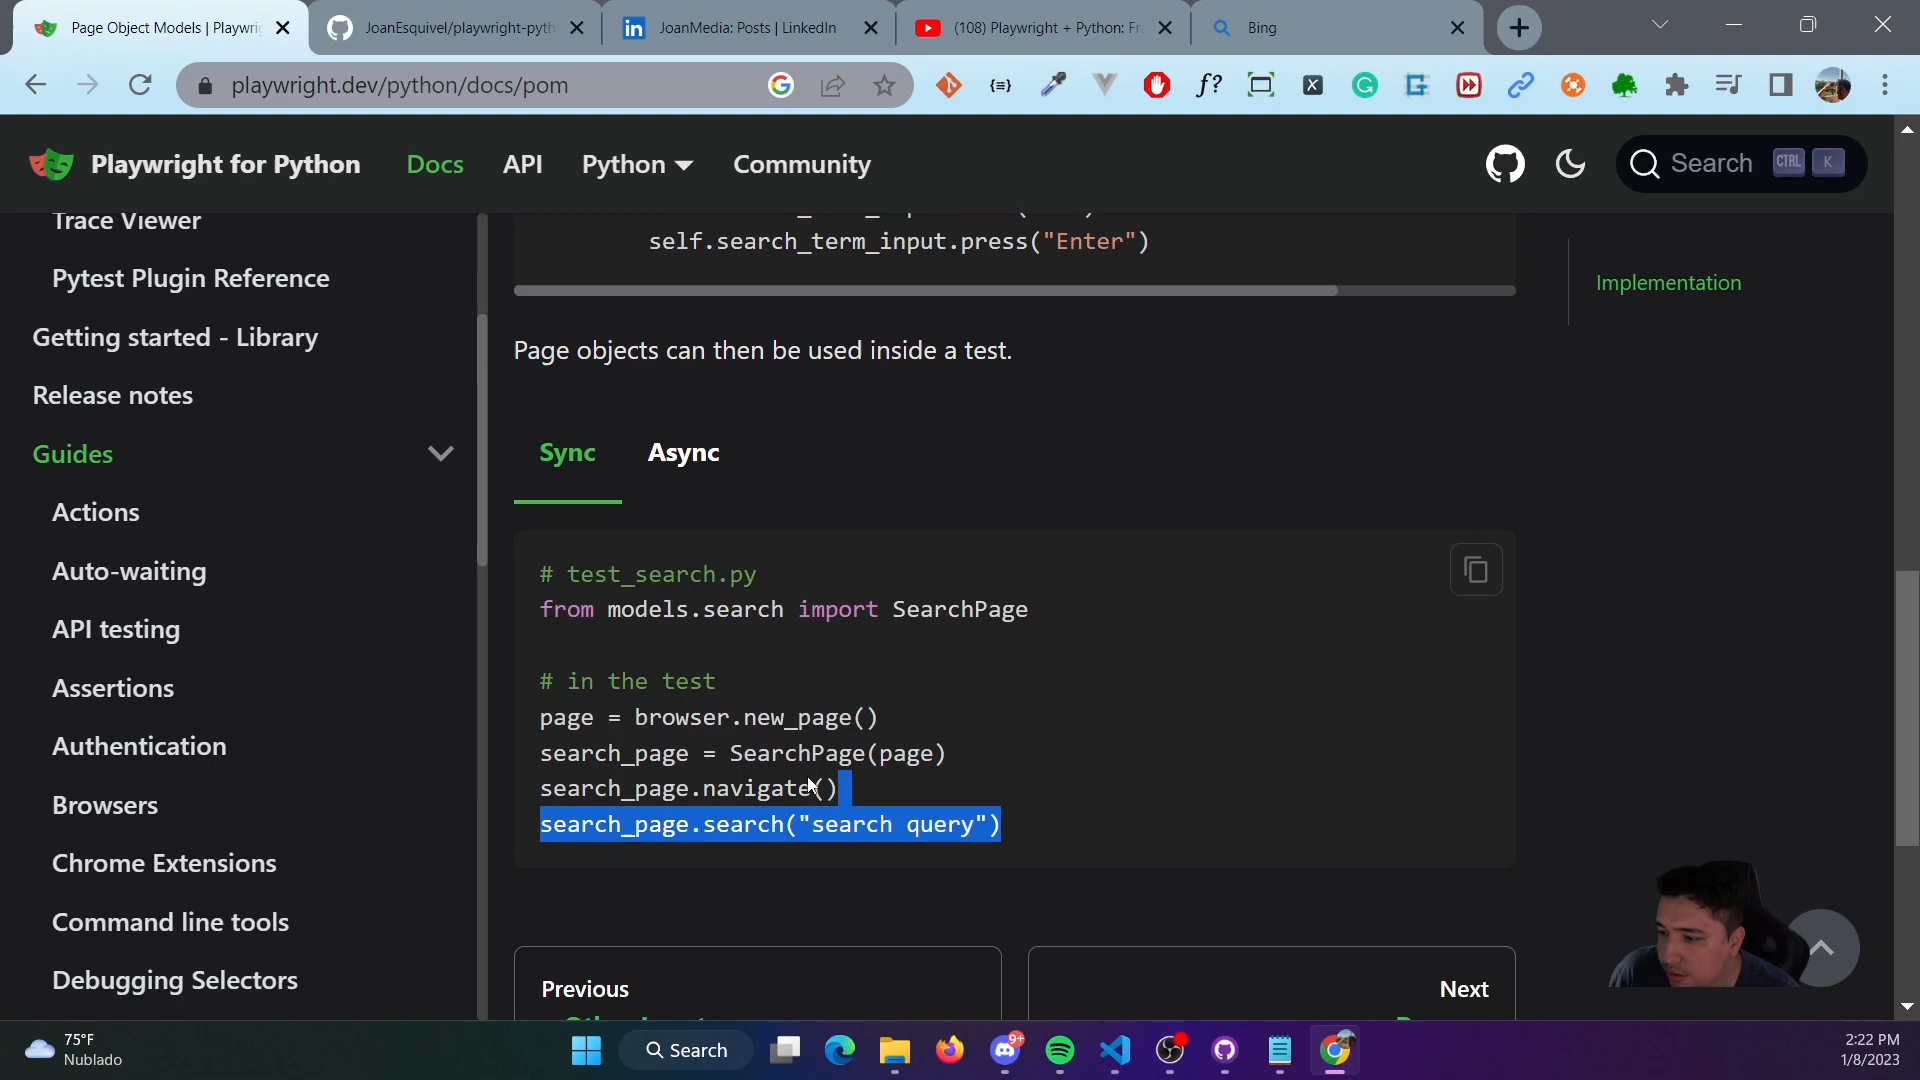 Page Object Models | Playwri
JoanEsquivel/playwright-pyth
JoanMedia: Posts | LinkedIn
(108) Playwright + Python: Fr
Bing
playwright.dev/python/docs/pom
Playwright for Python
Docs
API
Python
Community
Search
CTRL
K
Trace Viewer
Pytest Plugin Reference
Getting started - Library
Release notes
Guides
Actions
Auto-waiting
API testing
Assertions
Authentication
Browsers
Chrome Extensions
Command line tools
Debugging Selectors
self.search_term_input.press("Enter")
Page objects can then be used inside a test.
Sync
Async
# test_search.py
from models.search import SearchPage
# in the test
page = browser.new_page()
search_page = SearchPage(page)
search_page.navigate()
search_page.search("search query")
Previous
Next
Implementation
75°F
Nublado
Search
9+
2:22 PM
1/8/2023